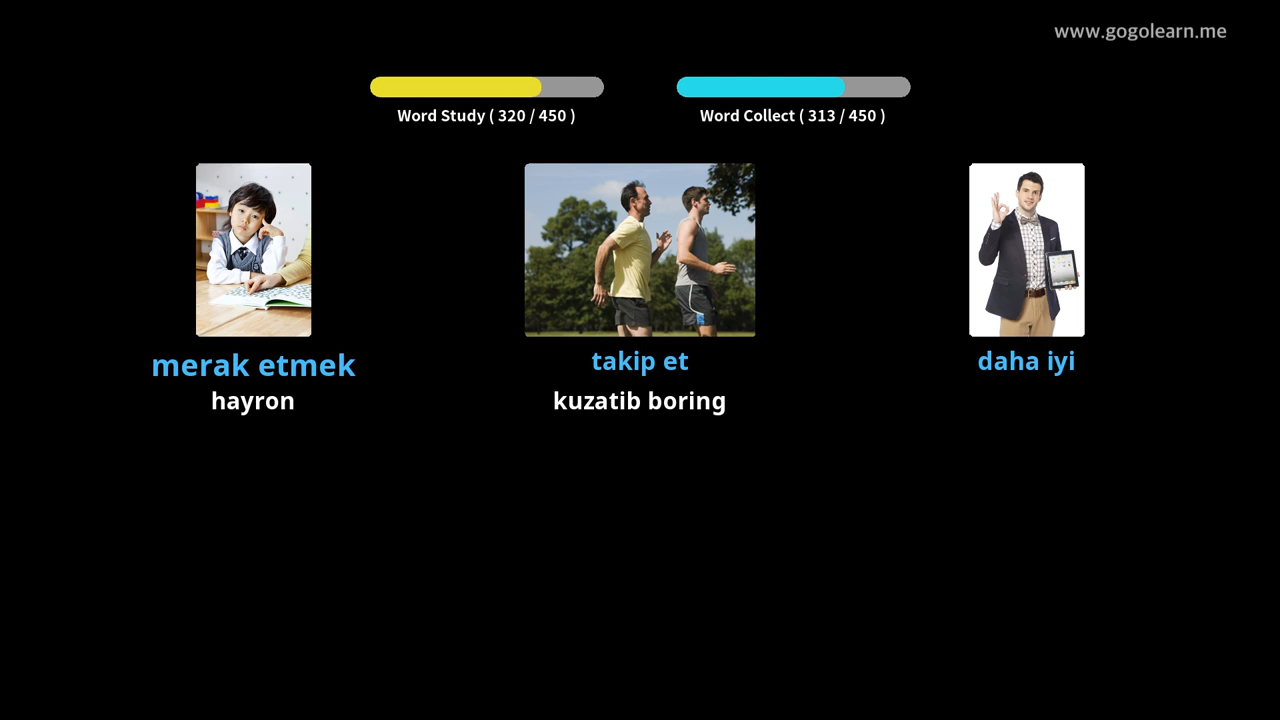 www.gogolearn.me
Word Study ( 320 / 450 )
Word Collect ( 313 / 450 )
merak etmek
takip et
daha iyi
hayron
kuzatib boring